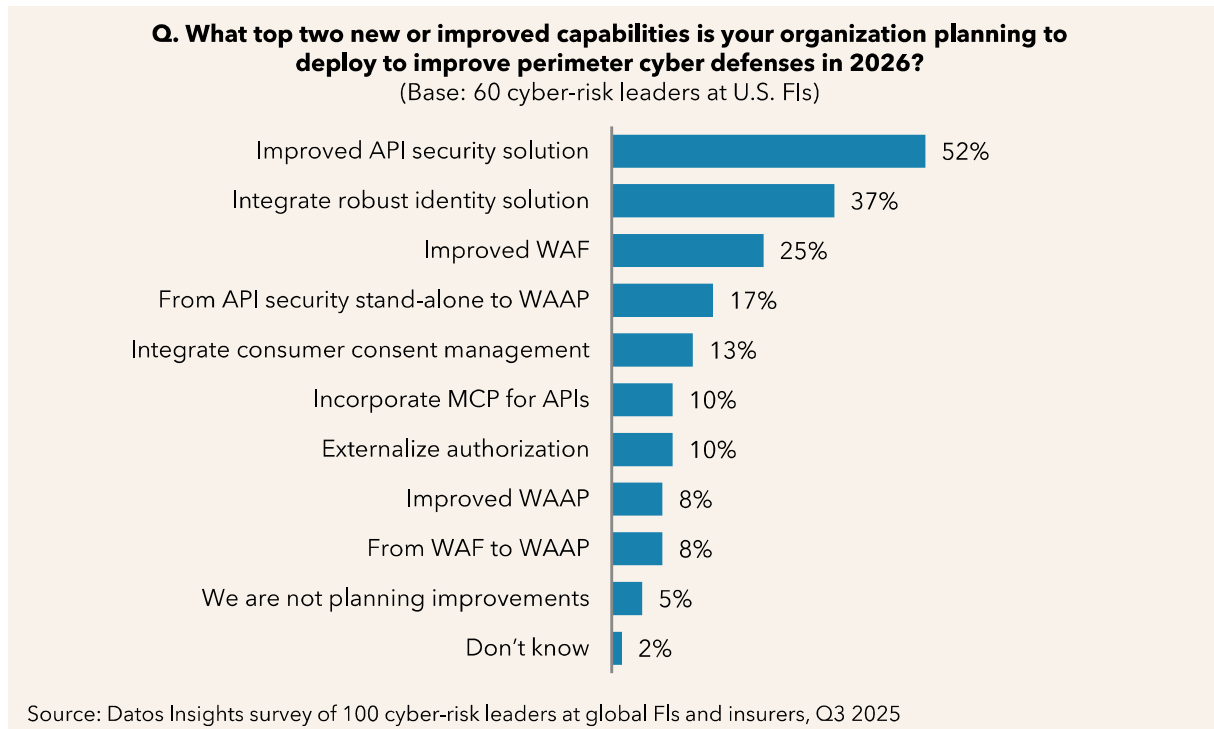 Q. What top two new or improved capabilities is your organization planning to
deploy to improve perimeter cyber defenses in 2026?
(Base: 60 cyber-risk leaders at U.S. FIs)
Improved API security solution 52%
Integrate robust identity solution 37%
Improved WAF 25%
From API security stand-alone to WAAP 17%
Integrate consumer consent management 13%
Incorporate MCP for APIs 10%
Externalize authorization 10%
Improved WAAP 8%
From WAF to WAAP 8%
We are not planning improvements 5%
Don’t know 2%
Source: Datos Insights survey of 100 cyber-risk leaders at global FIs and insurers, Q3 2025